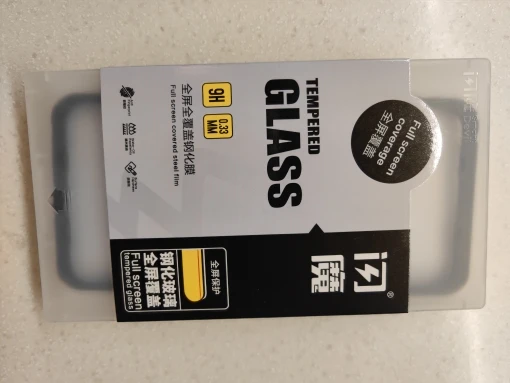 Full screen
coverage
全屏覆盖
TEMPERED
GLASS
9H
0.33
MM
全屏全覆盖钢化膜
Full screen covered steel film
闪魔®
全屏保护
钢化玻璃
全屏覆盖
Full screen
tempered glass